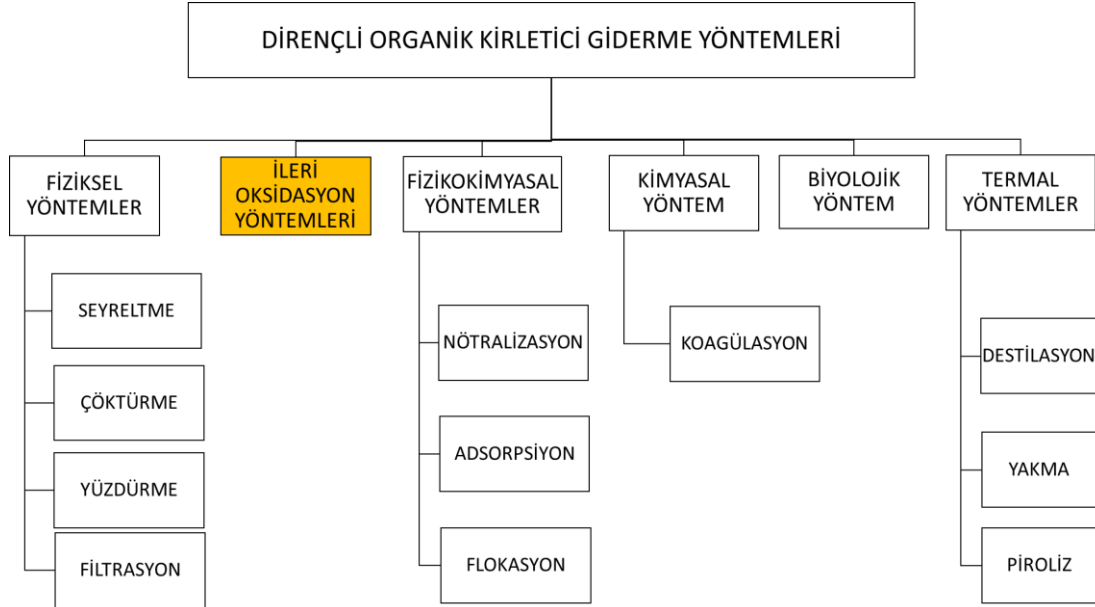 DİRENÇLİ ORGANİK KİRLETİCİ GİDERME YÖNTEMLERİ
FİZİKSEL
YÖNTEMLER
İLERİ
OKSİDASYON
YÖNTEMLERİ
FİZİKOKİMYASAL
YÖNTEMLER
KİMYASAL
YÖNTEM
BİYOLOJİK
YÖNTEM
TERMAL
YÖNTEMLER
SEYRELTME
ÇÖKTÜRME
YÜZDÜRME
FİLTRASYON
NÖTRALİZASYON
ADSORPSİYON
FLOKASYON
KOAGÜLASYON
DESTİLASYON
YAKMA
PİROLİZ